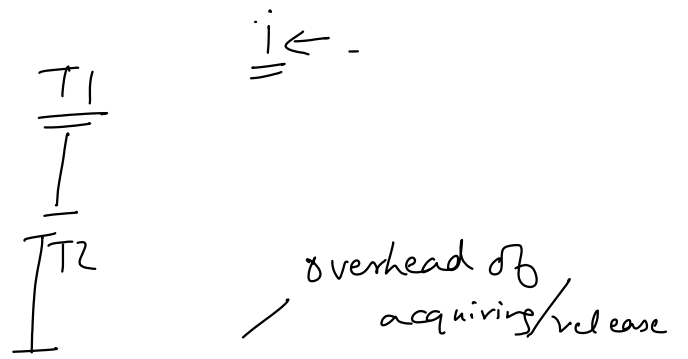 i ← -
T1
T2
overhead of
acquiring/release